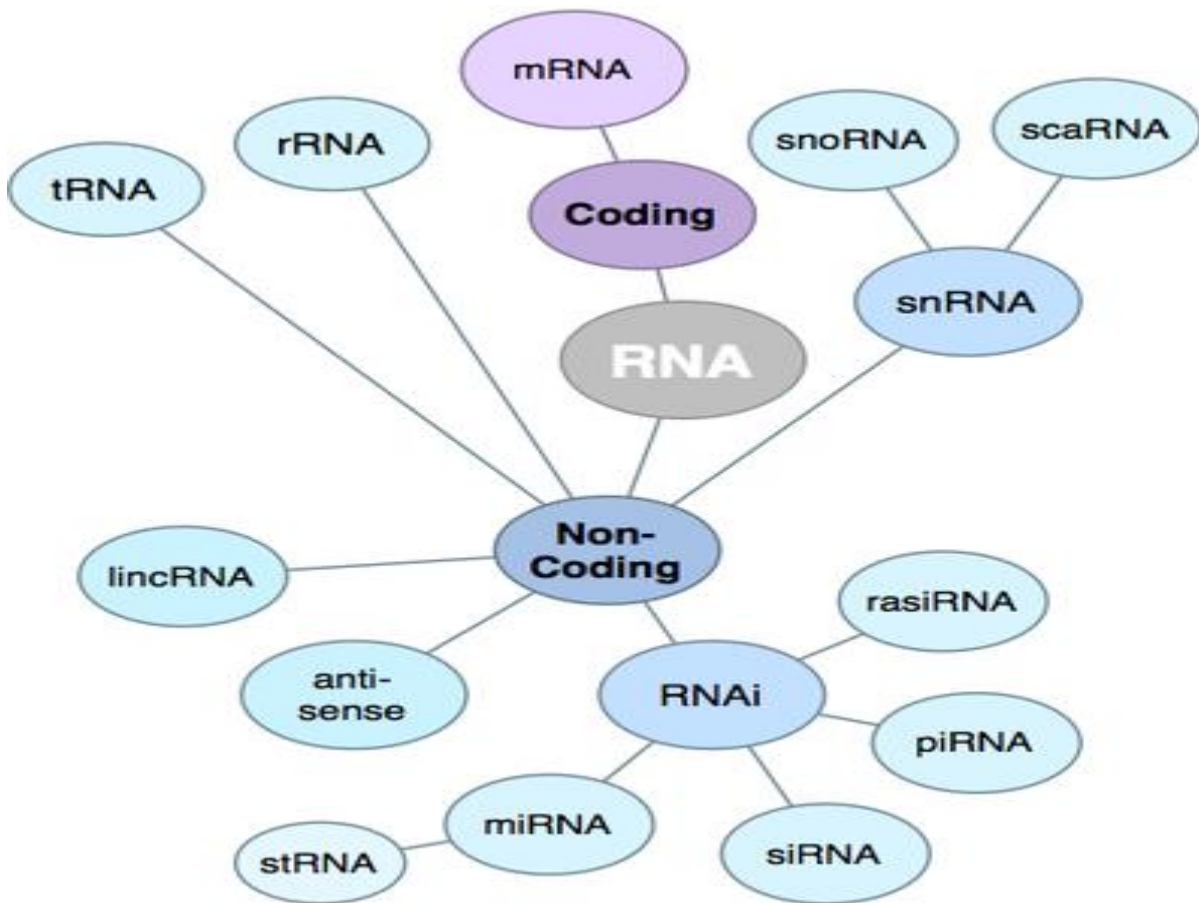 mRNA
rRNA
snoRNA
scaRNA
tRNA
Coding
snRNA
RNA
Non-
Coding
lincRNA
rasiRNA
anti-
sense
RNAi
piRNA
miRNA
siRNA
stRNA